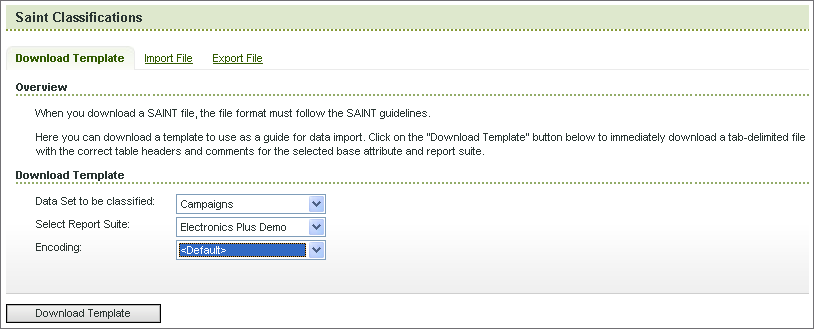 Saint Classifications
Download Template Import File Export File
Overview
When you download a SAINT file, the file format must follow the SAINT guidelines.
Here you can download a template to use as a guide for data import. Click on the "Download Template" button below to immediately download a tab-delimited file
with the correct table headers and comments for the selected base attribute and report suite.
Download Template
Data Set to be classified: Campaigns
Select Report Suite: Electronics Plus Demo
Encoding: <Default>
Download Template